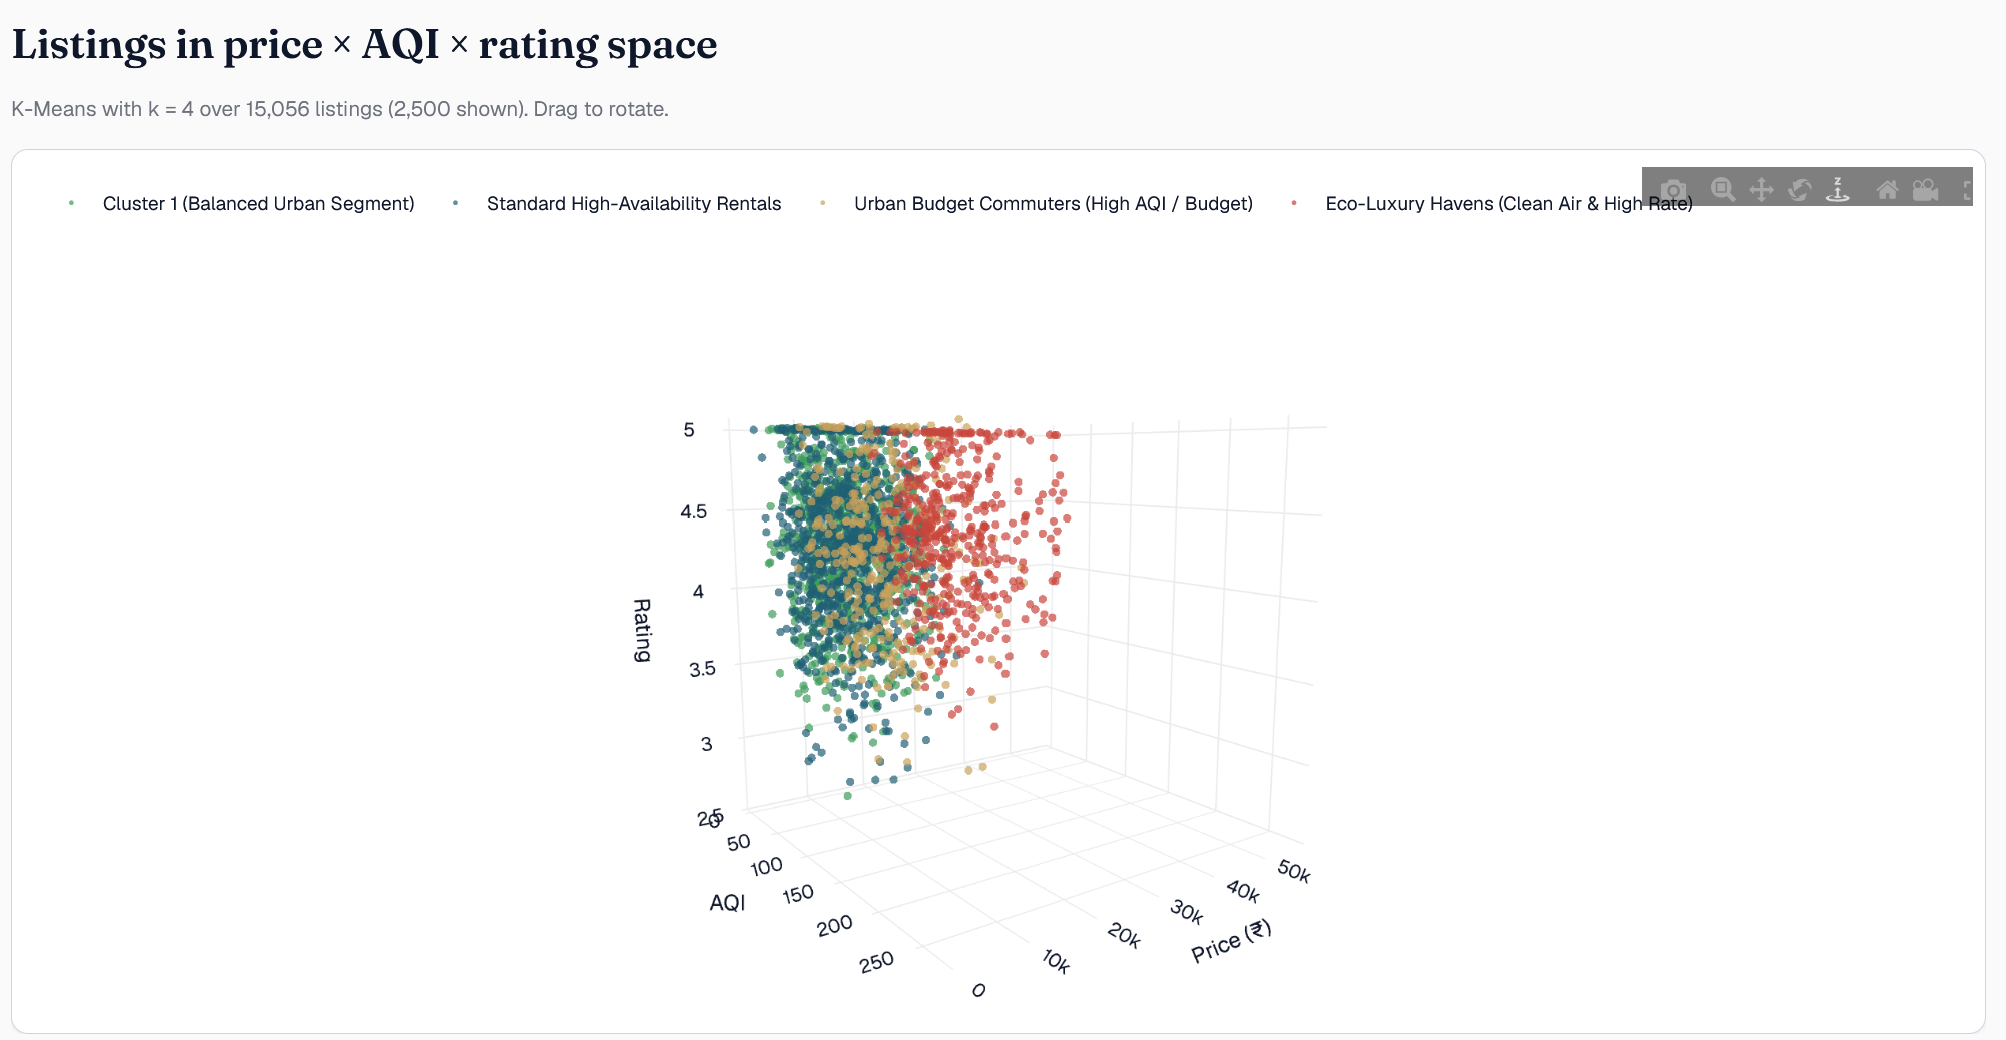 Listings in price × AQI × rating space
K-Means with k = 4 over 15,056 listings (2,500 shown). Drag to rotate.
Cluster 1 (Balanced Urban Segment) Standard High-Availability Rentals Urban Budget Commuters (High AQI / Budget) Eco-Luxury Havens (Clean Air & High Rate)
z
5
4.5
4
Rating
3.5
3
2.5
0
50
100
150
AQI
200
250
0
10k
20k
30k
40k
50k
Price (₹)